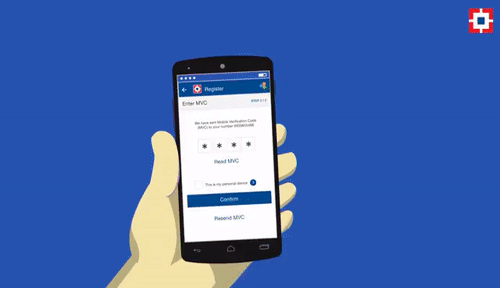 Register
Enter MVC
We have sent Mobile Verification Code
(MVC) to your number
* * * *
Read MVC
This is my personal device
Confirm
Resend MVC